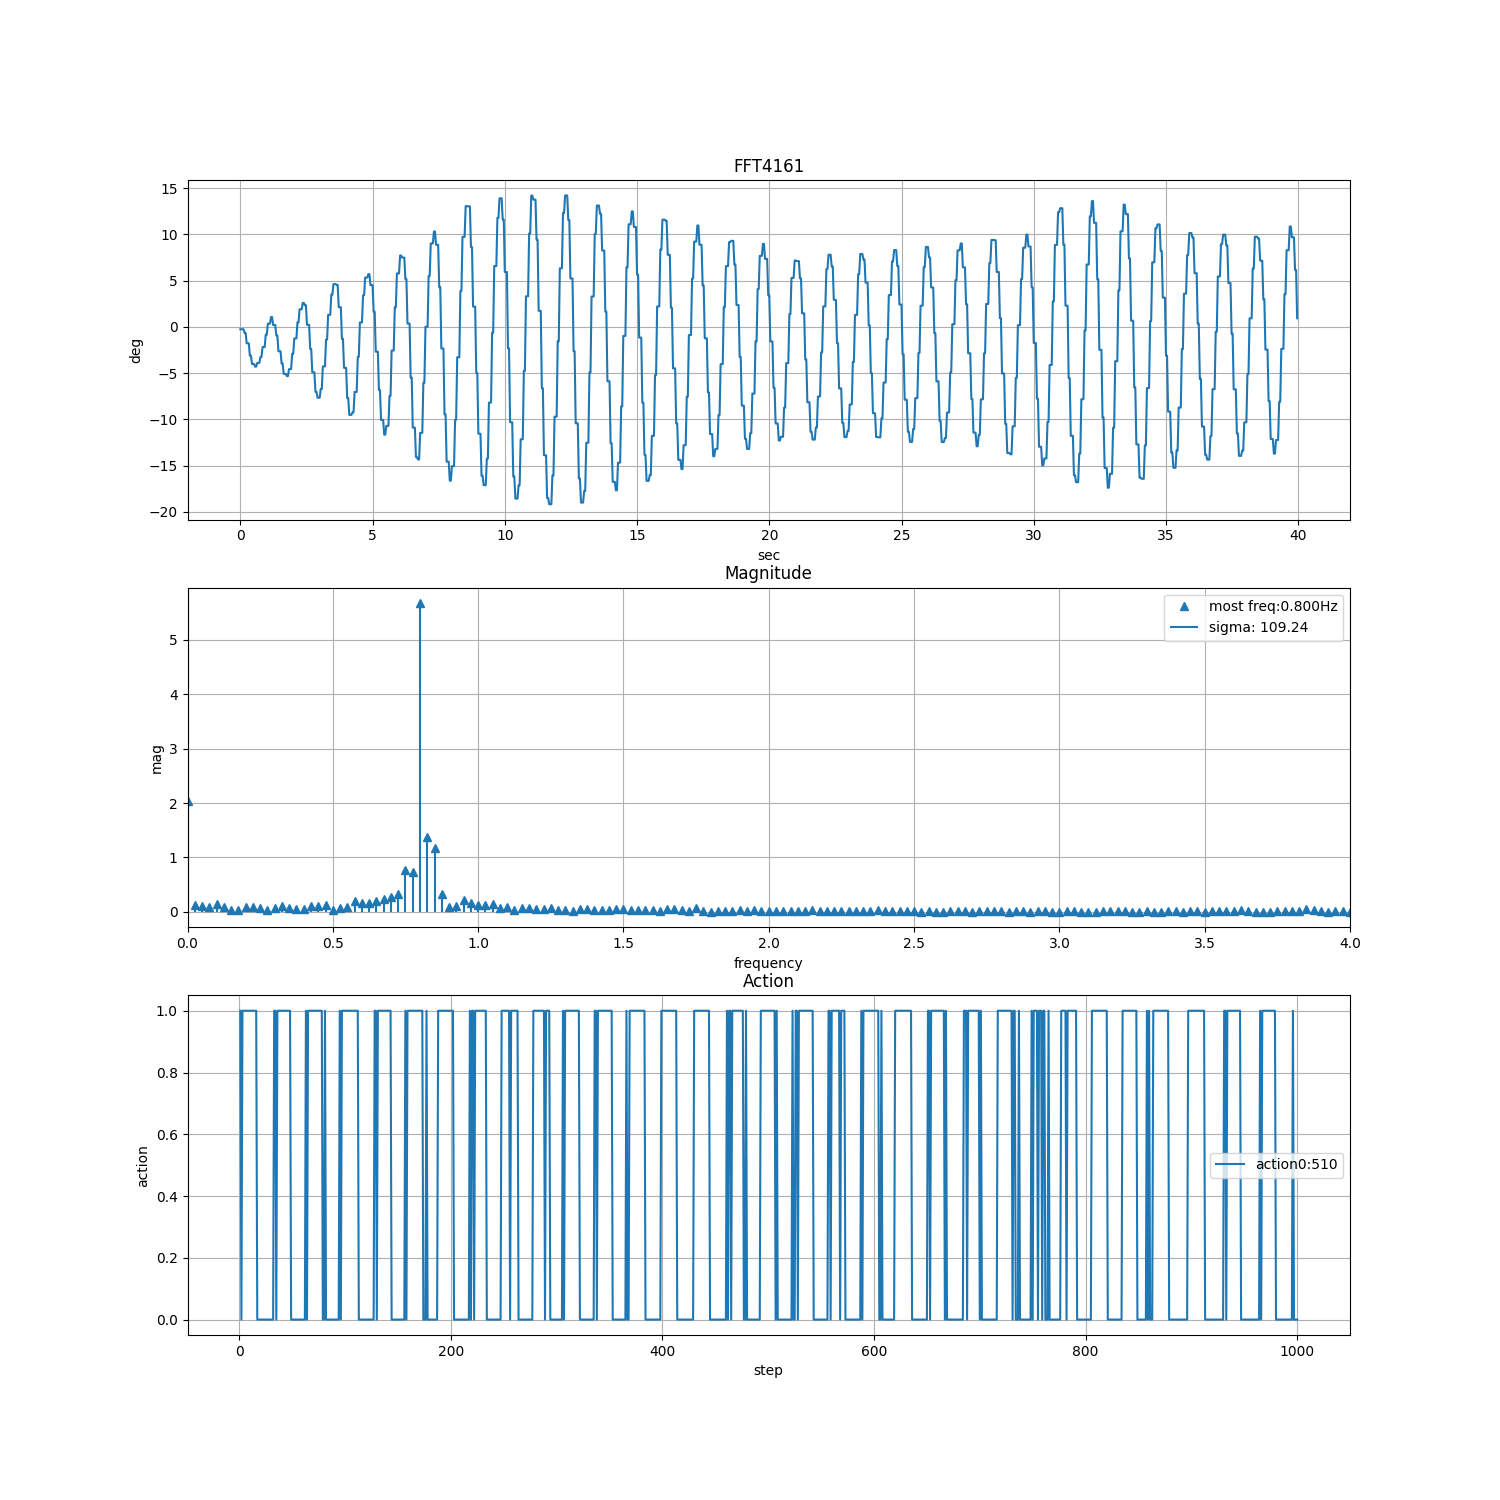 FFT4161
15
10
5
0
−5
−10
−15
−20
deg
0 5 10 15 20 25 30 35 40
sec
Magnitude
most freq:0.800Hz
sigma: 109.24
5
4
3
2
1
0
mag
0.0 0.5 1.0 1.5 2.0 2.5 3.0 3.5 4.0
frequency
Action
1.0
0.8
0.6
0.4
0.2
0.0
action
action0:510
0 200 400 600 800 1000
step